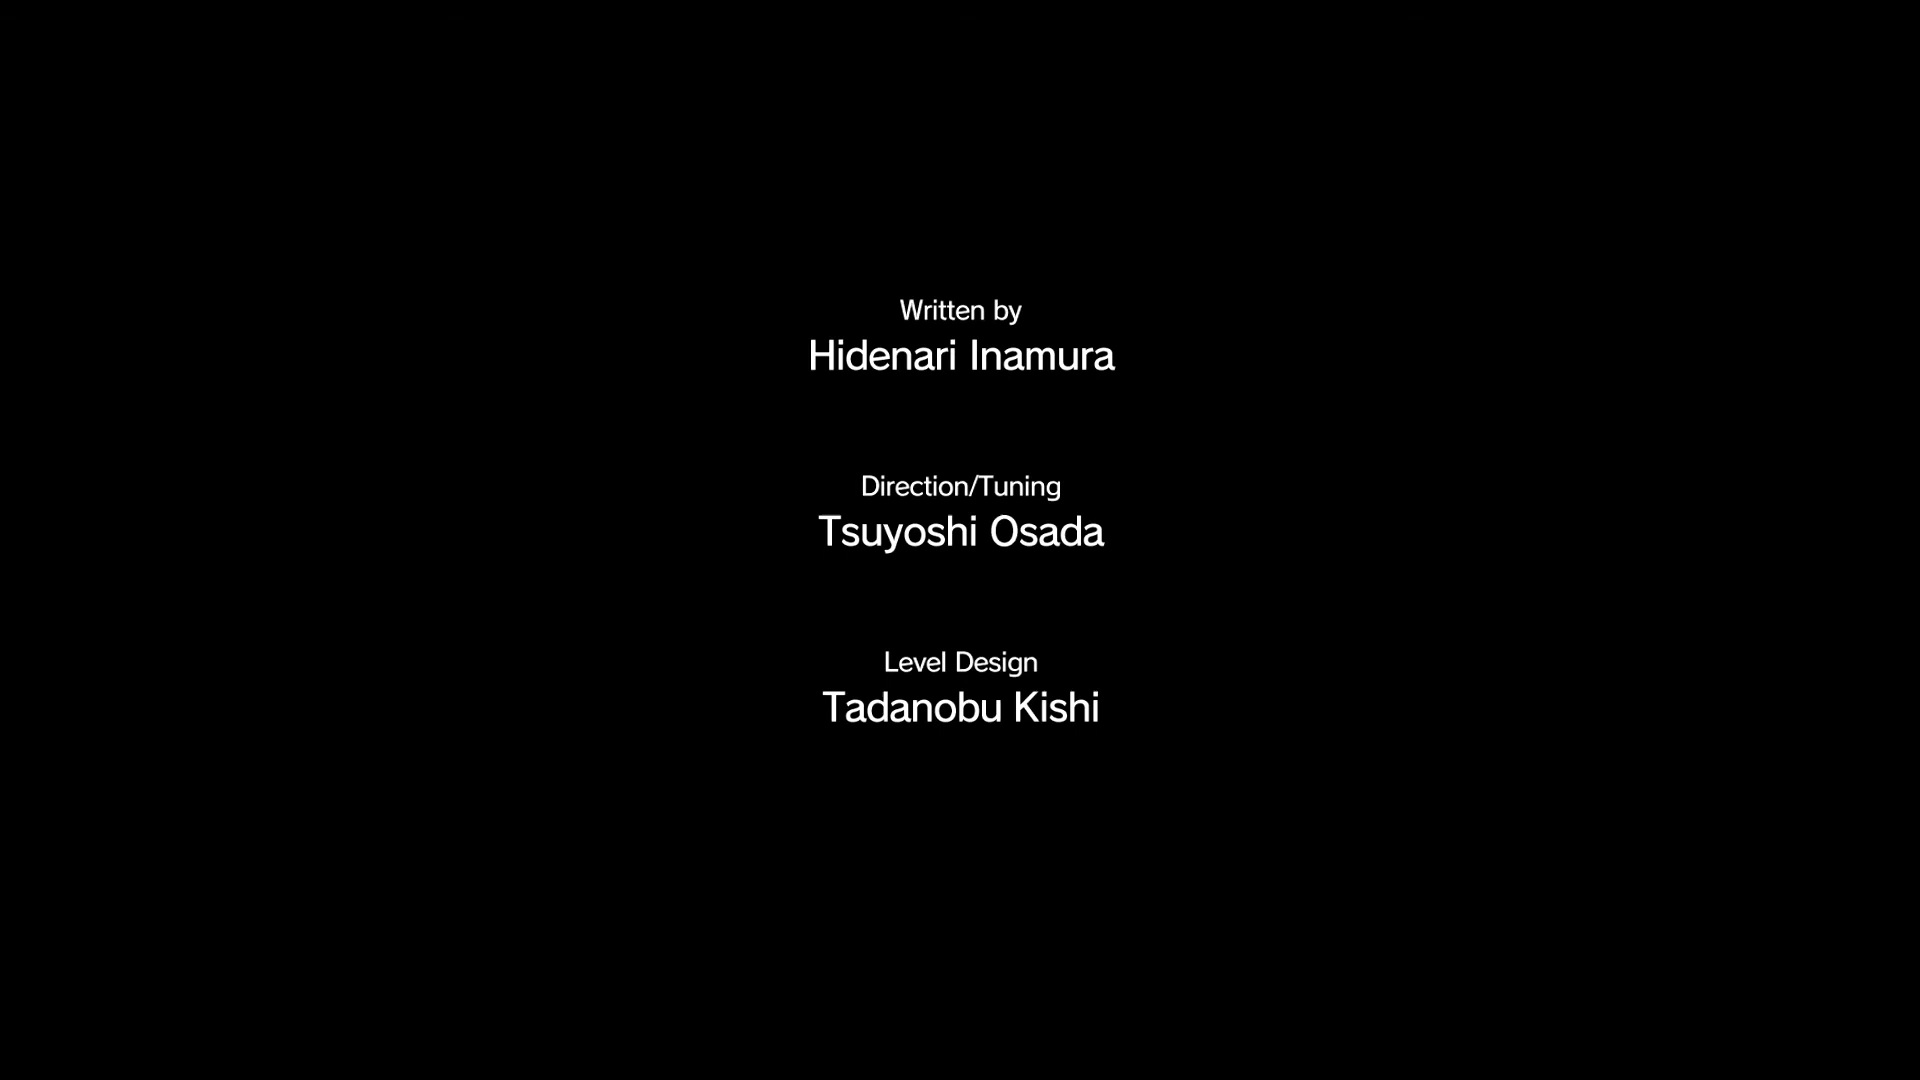 Written by
Hidenari Inamura
Direction/Tuning
Tsuyoshi Osada
Level Design
Tadanobu Kishi